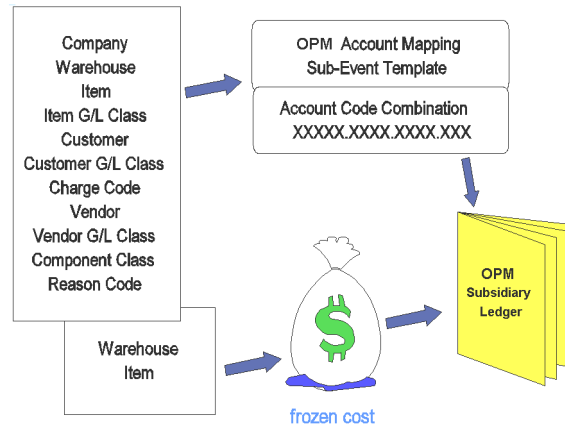 Company
Warehouse
Item
Item G/L Class
Customer
Customer G/L Class
Charge Code
Vendor
Vendor G/L Class
Component Class
Reason Code
OPM Account Mapping
Sub-Event Template
Account Code Combination
XXXXX.XXXX.XXXX.XXX
Warehouse
Item
$
frozen cost
OPM
Subsidiary
Ledger